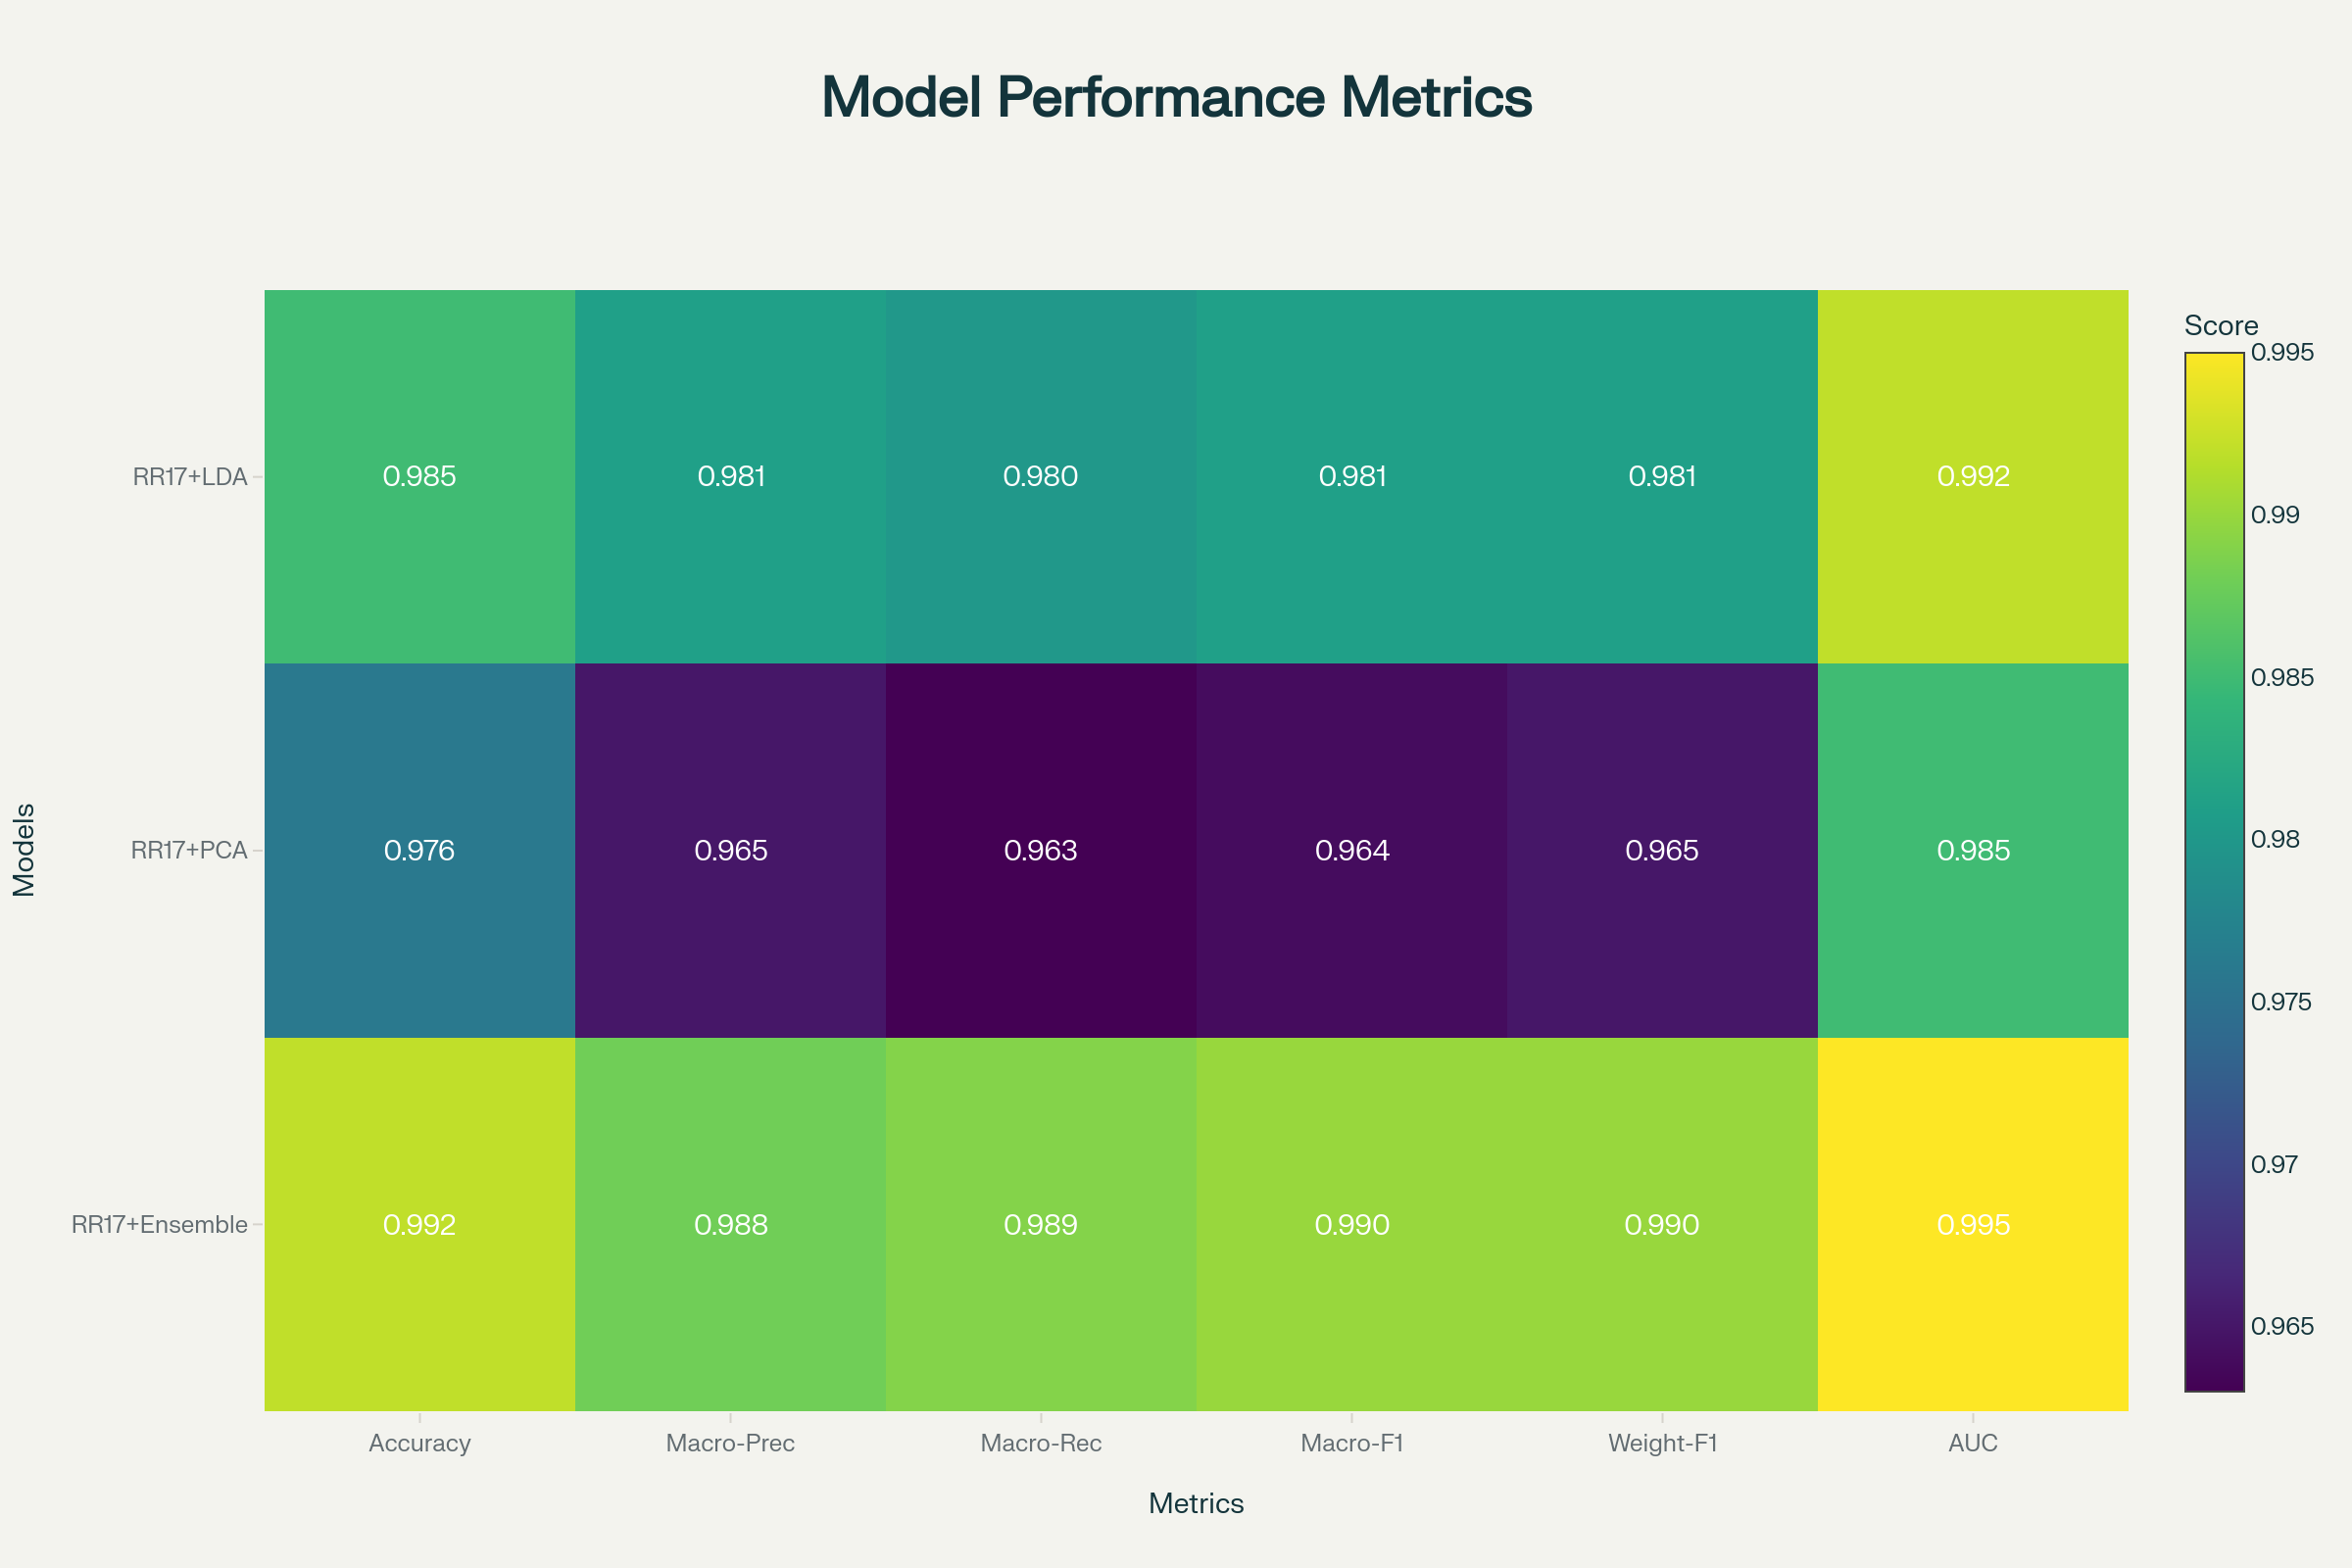 Model Performance Metrics
Score
0.995
0.99
0.985
0.98
0.975
0.97
0.965
Models
RR17+LDA
0.985 0.981 0.980 0.981 0.981 0.992
RR17+PCA
0.976 0.965 0.963 0.964 0.965 0.985
RR17+Ensemble
0.992 0.988 0.989 0.990 0.990 0.995
Accuracy Macro-Prec Macro-Rec Macro-F1 Weight-F1 AUC
Metrics